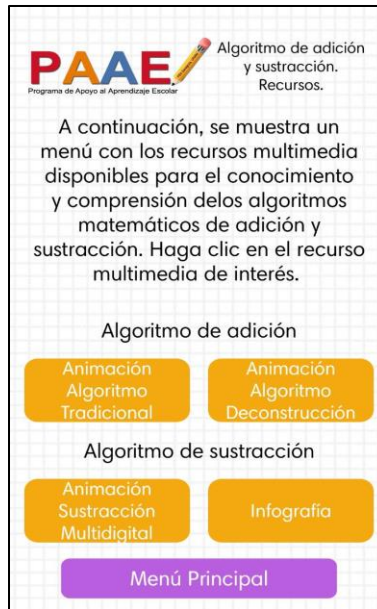 PAAE
Programa de Apoyo al Aprendizaje Escolar
Algoritmo de adición
y sustracción.
Recursos.
A continuación, se muestra un
menú con los recursos multimedia
disponibles para el conocimiento
y comprensión delos algoritmos
matemáticos de adición y
sustracción. Haga clic en el recurso
multimedia de interés.
Algoritmo de adición
Animación
Algoritmo
Tradicional
Animación
Algoritmo
Deconstrucción
Algoritmo de sustracción
Animación
Sustracción
Multidigital
Infografía
Menú Principal